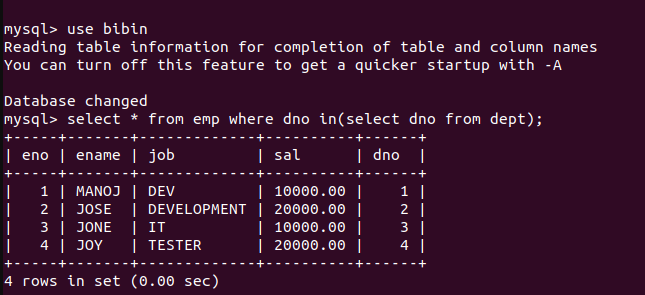 mysql> use bibin
Reading table information for completion of table and column names
You can turn off this feature to get a quicker startup with -A
Database changed
mysql> select * from emp where dno in(select dno from dept);
+-----+-------+-------------+----------+------+
| eno | ename | job         | sal      | dno  |
+-----+-------+-------------+----------+------+
|   1 | MANOJ | DEV         | 10000.00 |    1 |
|   2 | JOSE  | DEVELOPMENT | 20000.00 |    2 |
|   3 | JONE  | IT          | 10000.00 |    3 |
|   4 | JOY   | TESTER      | 20000.00 |    4 |
+-----+-------+-------------+----------+------+
4 rows in set (0.00 sec)